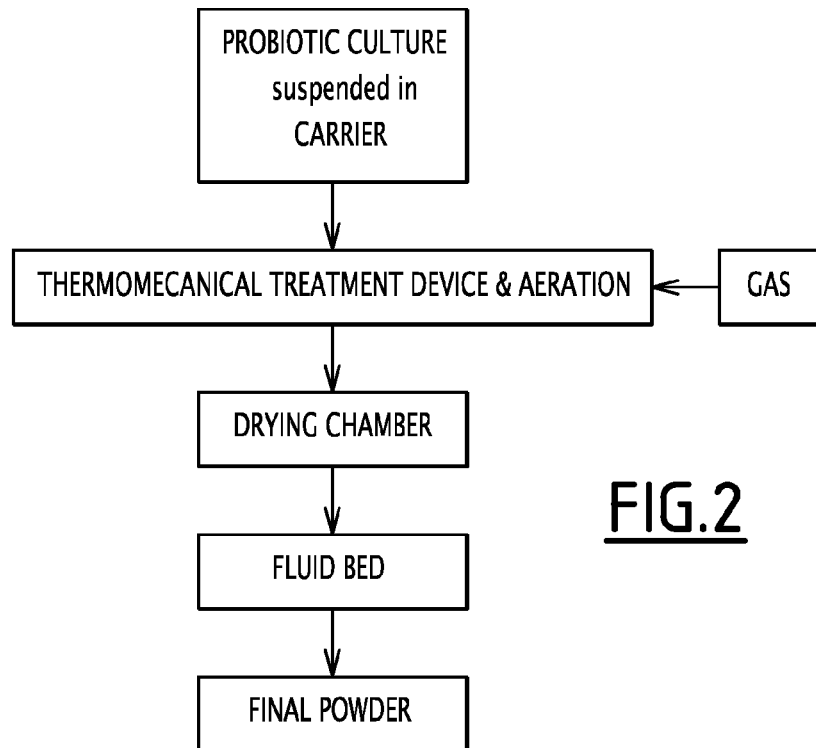 PROBIOTIC CULTURE
suspended in
CARRIER
THERMOMECANICAL TREATMENT DEVICE & AERATION
GAS
DRYING CHAMBER
FIG.2
FLUID BED
FINAL POWDER